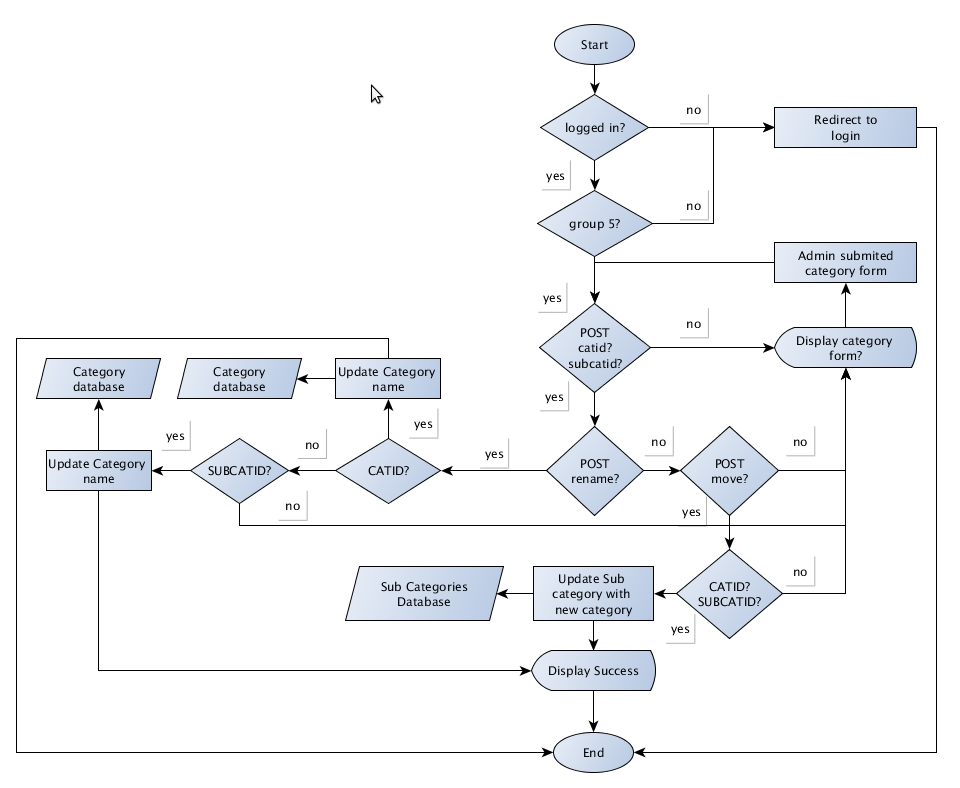 Start
logged in?
no
Redirect to
login
yes
group 5?
no
Admin submited
category form
yes
POST
catid?
subcatid?
no
Display category
form?
yes
Category
database
Category
database
Update Category
name
yes
no
yes
Update Category
name
SUBCATID?
CATID?
yes
POST
rename?
no
POST
move?
no
no
yes
Sub Categories
Database
Update Sub
category with
new category
CATID?
SUBCATID?
no
yes
Display Success
End